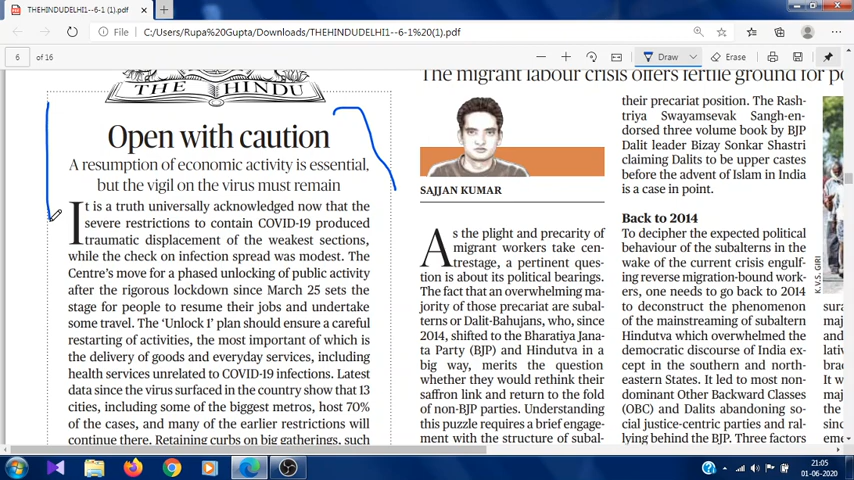 THEHINDUDELHI1--6-1 (1).pdf
File
C:/Users/Rupa%20Gupta/Downloads/THEHINDUDELHI1--6-1%20(1).pdf
6
of 16
Draw
Erase
THE HINDU
Open with caution
A resumption of economic activity is essential,
but the vigil on the virus must remain
It is a truth universally acknowledged now that the
severe restrictions to contain COVID-19 produced
traumatic displacement of the weakest sections,
while the check on infection spread was modest. The
Centre's move for a phased unlocking of public activity
after the rigorous lockdown since March 25 sets the
stage for people to resume their jobs and undertake
some travel. The 'Unlock 1' plan should ensure a careful
restarting of activities, the most important of which is
the delivery of goods and everyday services, including
health services unrelated to COVID-19 infections. Latest
data since the virus surfaced in the country show that 13
cities, including some of the biggest metros, host 70%
of the cases, and many of the earlier restrictions will
continue there. Retaining curbs on big gatherings, such
The migrant labour crisis offers fertile ground for
SAJJAN KUMAR
As the plight and precarity of
migrant workers take cen-
trestage, a pertinent ques-
tion is about its political bearings.
The fact that an overwhelming ma-
jority of those precariat are subal-
terns or Dalit-Bahujans, who, since
2014, shifted to the Bharatiya Jana-
ta Party (BJP) and Hindutva in a
big way, merits the question
whether they would rethink their
saffron link and return to the fold
of non-BJP parties. Understanding
this puzzle requires a brief engage-
ment with the structure of subal-
their precariat position. The Rash-
triya Swayamsevak Sangh-en-
dorsed three volume book by BJP
Dalit leader Bizay Sonkar Shastri
claiming Dalits to be upper castes
before the advent of Islam in India
is a case in point.
Back to 2014
To decipher the expected political
behaviour of the subalterns in the
wake of the current crisis engulf-
ing reverse migration-bound work-
ers, one needs to go back to 2014
to deconstruct the phenomenon
of the mainstreaming of subaltern
Hindutva which overwhelmed the
democratic discourse of India ex-
cept in the southern and north-
eastern States. It led to most non-
dominant Other Backward Classes
(OBC) and Dalits abandoning so-
cial justice-centric parties and ral-
lying behind the BJP. Three factors
K.V.S. GIRI
21:05
01-06-2020